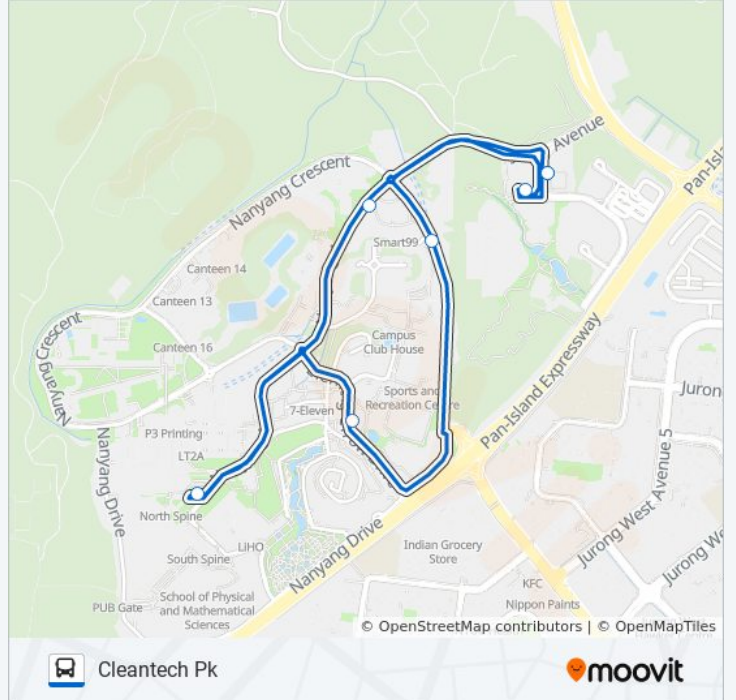 Avenue
Pan-Isla
Nanyang Crescent
Smart99
Canteen 14
Canteen 13
Campus
Club House
Canteen 16
Nanyang Crescent
Pan-Island Expressway
Sports and
Recreation Centre
Jurong
7-Eleven
P3 Printing
LT2A
Nanyang Drive
Jurong West Avenue 5
North Spine
LiHO
South Spine
Nanyang Drive
Indian Grocery
Store
Jurong We
School of Physical
and Mathematical
Sciences
PUB Gate
KFC
Nippon Paints
© OpenStreetMap contributors | © OpenMapTiles
Cleantech Pk
moovit